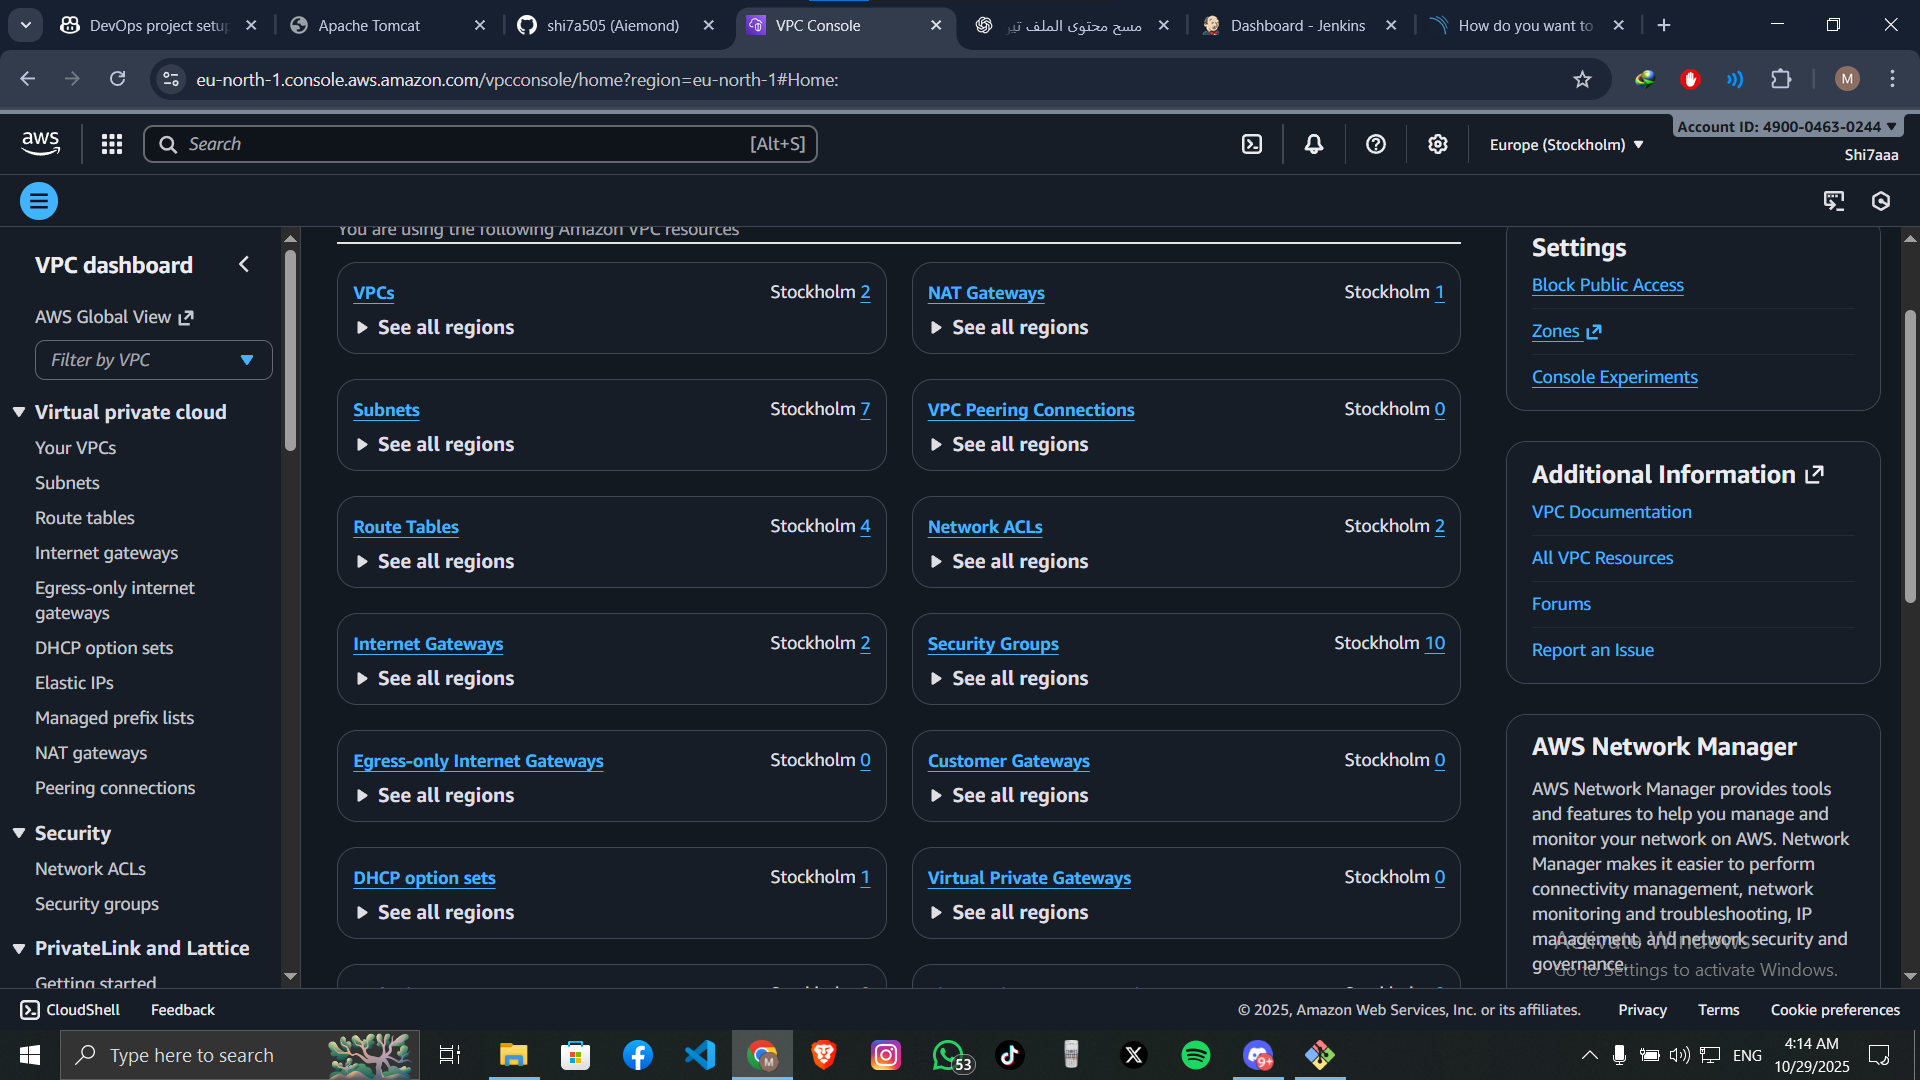 DevOps project setup
Apache Tomcat
shi7a505 (Aiemond)
VPC Console
مسح محتوى الملف تير
Dashboard - Jenkins
How do you want to
eu-north-1.console.aws.amazon.com/vpcconsole/home?region=eu-north-1#Home:
M
aws
Search
[Alt+S]
Europe (Stockholm)
Account ID: 4900-0463-0244
Shi7aaa
VPC dashboard
AWS Global View
Filter by VPC
Virtual private cloud
Your VPCs
Subnets
Route tables
Internet gateways
Egress-only internet
gateways
DHCP option sets
Elastic IPs
Managed prefix lists
NAT gateways
Peering connections
Security
Network ACLs
Security groups
PrivateLink and Lattice
Getting started
You are using the following Amazon VPC resources
VPCs Stockholm 2
See all regions
NAT Gateways Stockholm 1
See all regions
Subnets Stockholm 7
See all regions
VPC Peering Connections Stockholm 0
See all regions
Route Tables Stockholm 4
See all regions
Network ACLs Stockholm 2
See all regions
Internet Gateways Stockholm 2
See all regions
Security Groups Stockholm 10
See all regions
Egress-only Internet Gateways Stockholm 0
See all regions
Customer Gateways Stockholm 0
See all regions
DHCP option sets Stockholm 1
See all regions
Virtual Private Gateways Stockholm 0
See all regions
Settings
Block Public Access
Zones
Console Experiments
Additional Information
VPC Documentation
All VPC Resources
Forums
Report an Issue
AWS Network Manager
AWS Network Manager provides tools
and features to help you manage and
monitor your network on AWS. Network
Manager makes it easier to perform
connectivity management, network
monitoring and troubleshooting, IP
management, and network security and
governance.
Activate Windows
Go to Settings to activate Windows.
CloudShell
Feedback
© 2025, Amazon Web Services, Inc. or its affiliates.
Privacy
Terms
Cookie preferences
Type here to search
M
53
9+
ENG
4:14 AM
10/29/2025